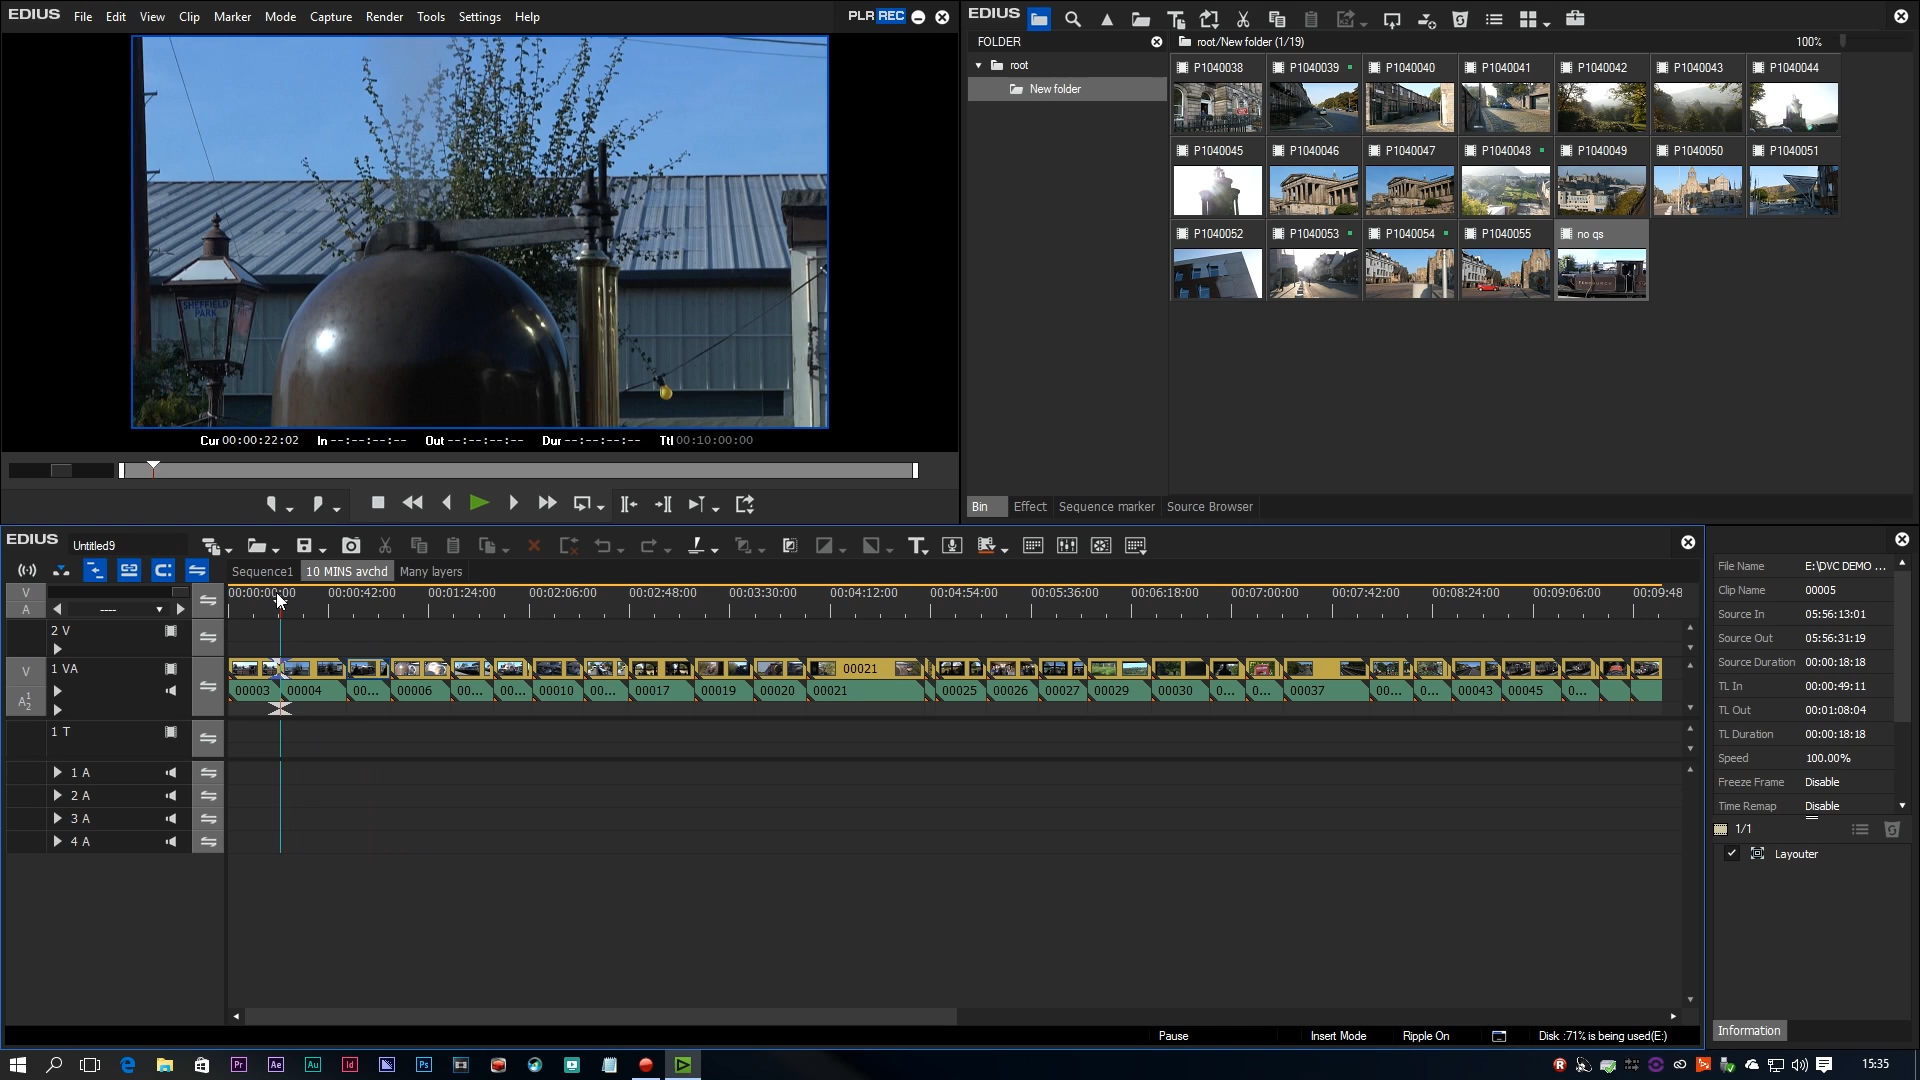 EDIUS File Edit View Clip Marker Mode Capture Render Tools Settings Help PLR REC
SHEFFIELD
PARK
Cur 00:00:22:02 In --:--:--:-- Out --:--:--:-- Dur --:--:--:-- Ttl 00:10:00:00
EDIUS
FOLDER
root/New folder (1/19) 100%
root
New folder
P1040038 P1040039 P1040040 P1040041 P1040042 P1040043 P1040044
P1040045 P1040046 P1040047 P1040048 P1040049 P1040050 P1040051
P1040052 P1040053 P1040054 P1040055 no qs
Bin Effect Sequence marker Source Browser
EDIUS Untitled9
Sequence1 10 MINS avchd Many layers
00:00:00:00 00:00:42:00 00:01:24:00 00:02:06:00 00:02:48:00 00:03:30:00 00:04:12:00 00:04:54:00 00:05:36:00 00:06:18:00 00:07:00:00 00:07:42:00 00:08:24:00 00:09:06:00 00:09:48
V
A ----
2 V
V 1 VA 00021
A 1 2
00003 00004 00... 00006 00... 00... 00010 00... 00017 00019 00020 00021 00025 00026 00027 00029 00030 0... 0... 00037 00... 0... 00043 00045 0...
1 T
1 A
2 A
3 A
4 A
Pause Insert Mode Ripple On Disk :71% is being used(E:)
File Name E:\DVC DEMO ...
Clip Name 00005
Source In 05:56:13:01
Source Out 05:56:31:19
Source Duration 00:00:18:18
TL In 00:00:49:11
TL Out 00:01:08:04
TL Duration 00:00:18:18
Speed 100.00%
Freeze Frame Disable
Time Remap Disable
1/1
Layouter
Information
Pr Ae Au Id Ps
15:35